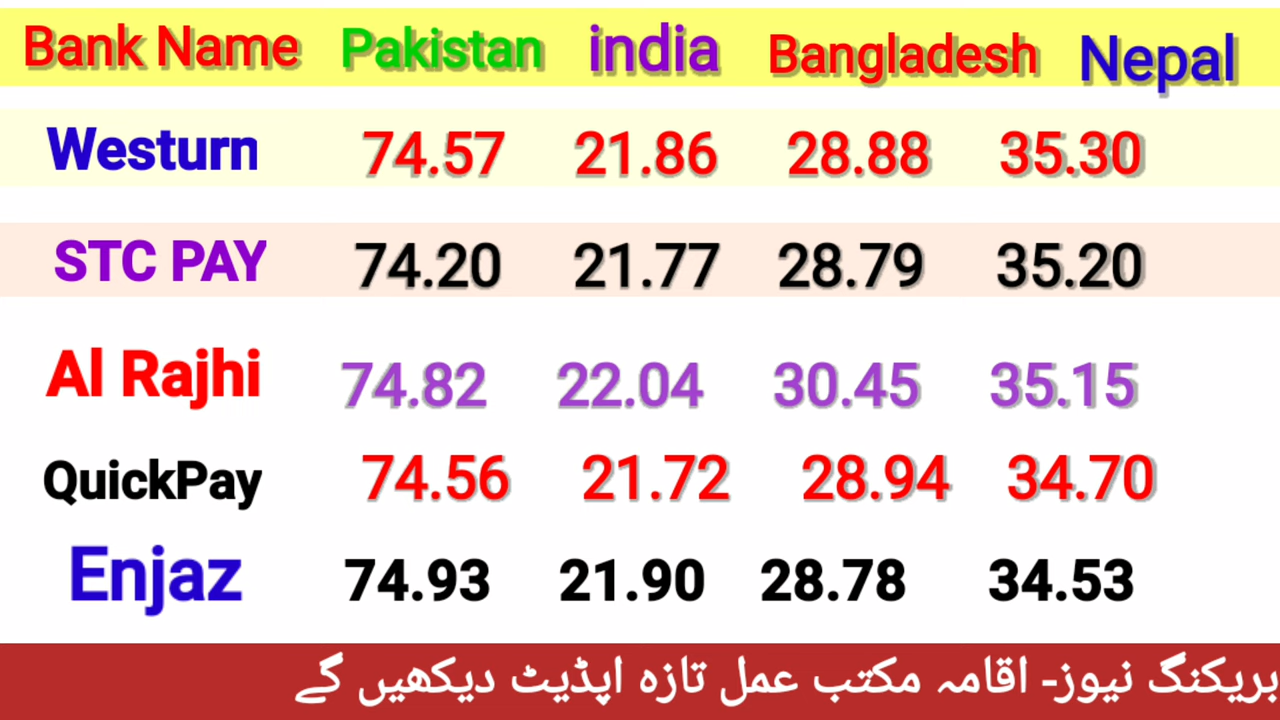 Bank Name Pakistan india Bangladesh Nepal
Westurn 74.57 21.86 28.88 35.30
STC PAY 74.20 21.77 28.79 35.20
Al Rajhi 74.82 22.04 30.45 35.15
QuickPay 74.56 21.72 28.94 34.70
Enjaz 74.93 21.90 28.78 34.53
بریکنگ نیوز- اقامہ مکتب عمل تازہ اپڈیٹ دیکھیں گے